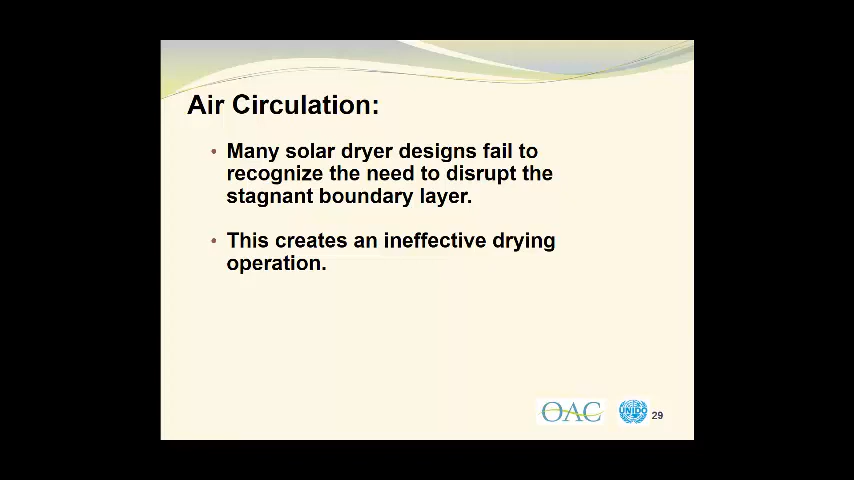 Air Circulation:
• Many solar dryer designs fail to
recognize the need to disrupt the
stagnant boundary layer.
• This creates an ineffective drying
operation.
OAC
UNIDO
29